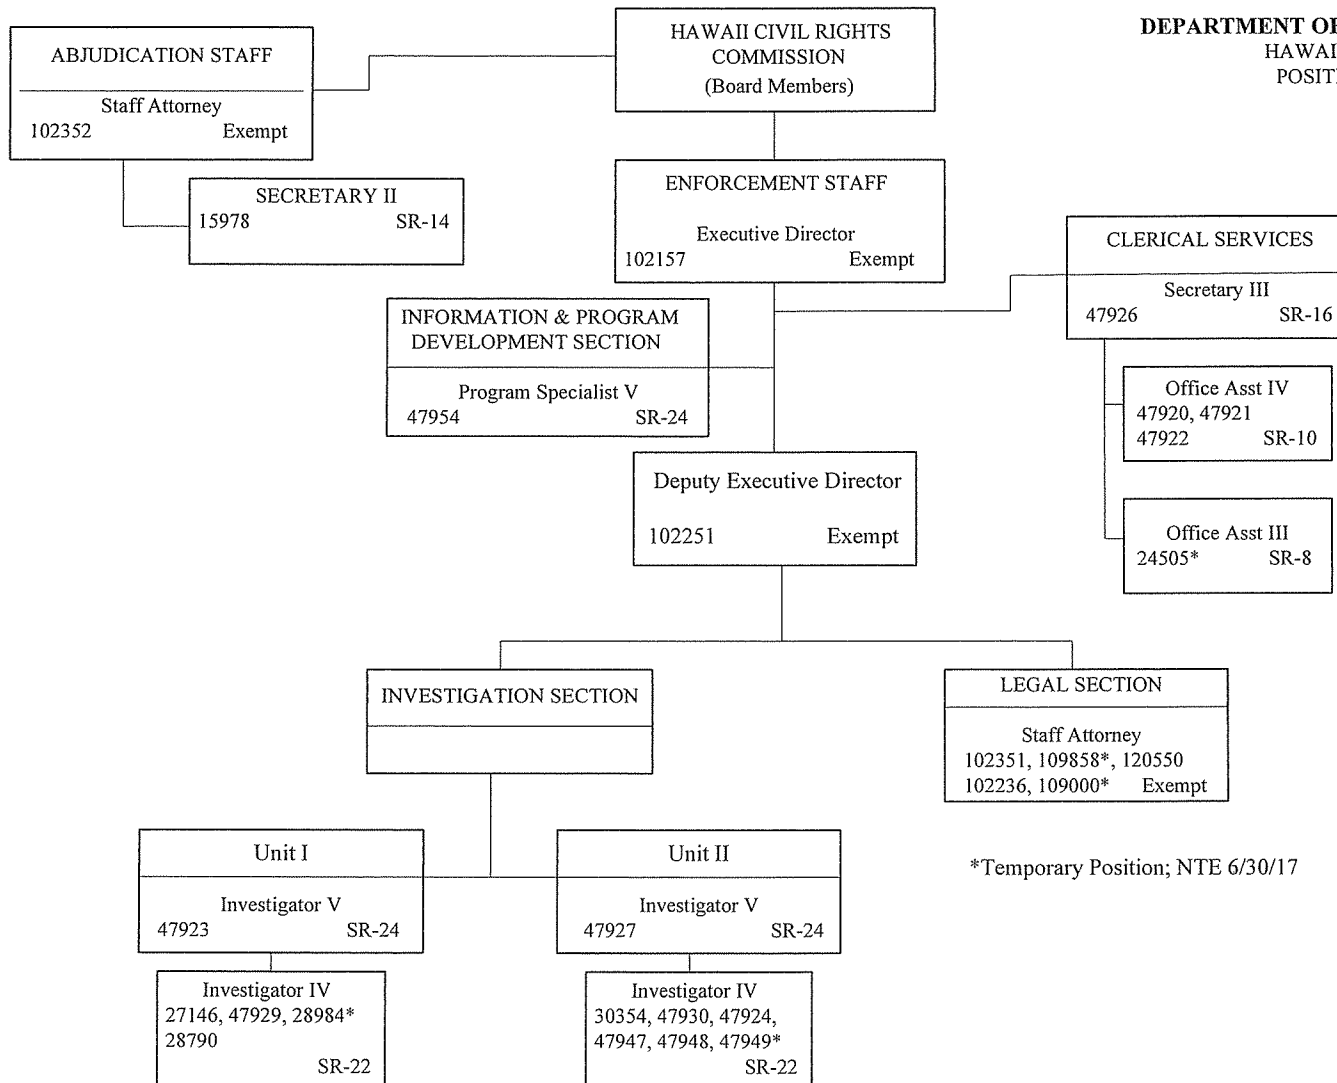 DEPARTMENT OF
HAWAI
POSITI
HAWAII CIVIL RIGHTS
COMMISSION
(Board Members)
ABJUDICATION STAFF
Staff Attorney
102352 Exempt
SECRETARY II
15978 SR-14
ENFORCEMENT STAFF
Executive Director
102157 Exempt
CLERICAL SERVICES
Secretary III
47926 SR-16
INFORMATION & PROGRAM
DEVELOPMENT SECTION
Program Specialist V
47954 SR-24
Office Asst IV
47920, 47921
47922 SR-10
Office Asst III
24505* SR-8
Deputy Executive Director
102251 Exempt
INVESTIGATION SECTION
LEGAL SECTION
Staff Attorney
102351, 109858*, 120550
102236, 109000* Exempt
Unit I
Investigator V
47923 SR-24
Unit II
Investigator V
47927 SR-24
*Temporary Position; NTE 6/30/17
Investigator IV
27146, 47929, 28984*
28790
SR-22
Investigator IV
30354, 47930, 47924,
47947, 47948, 47949*
SR-22